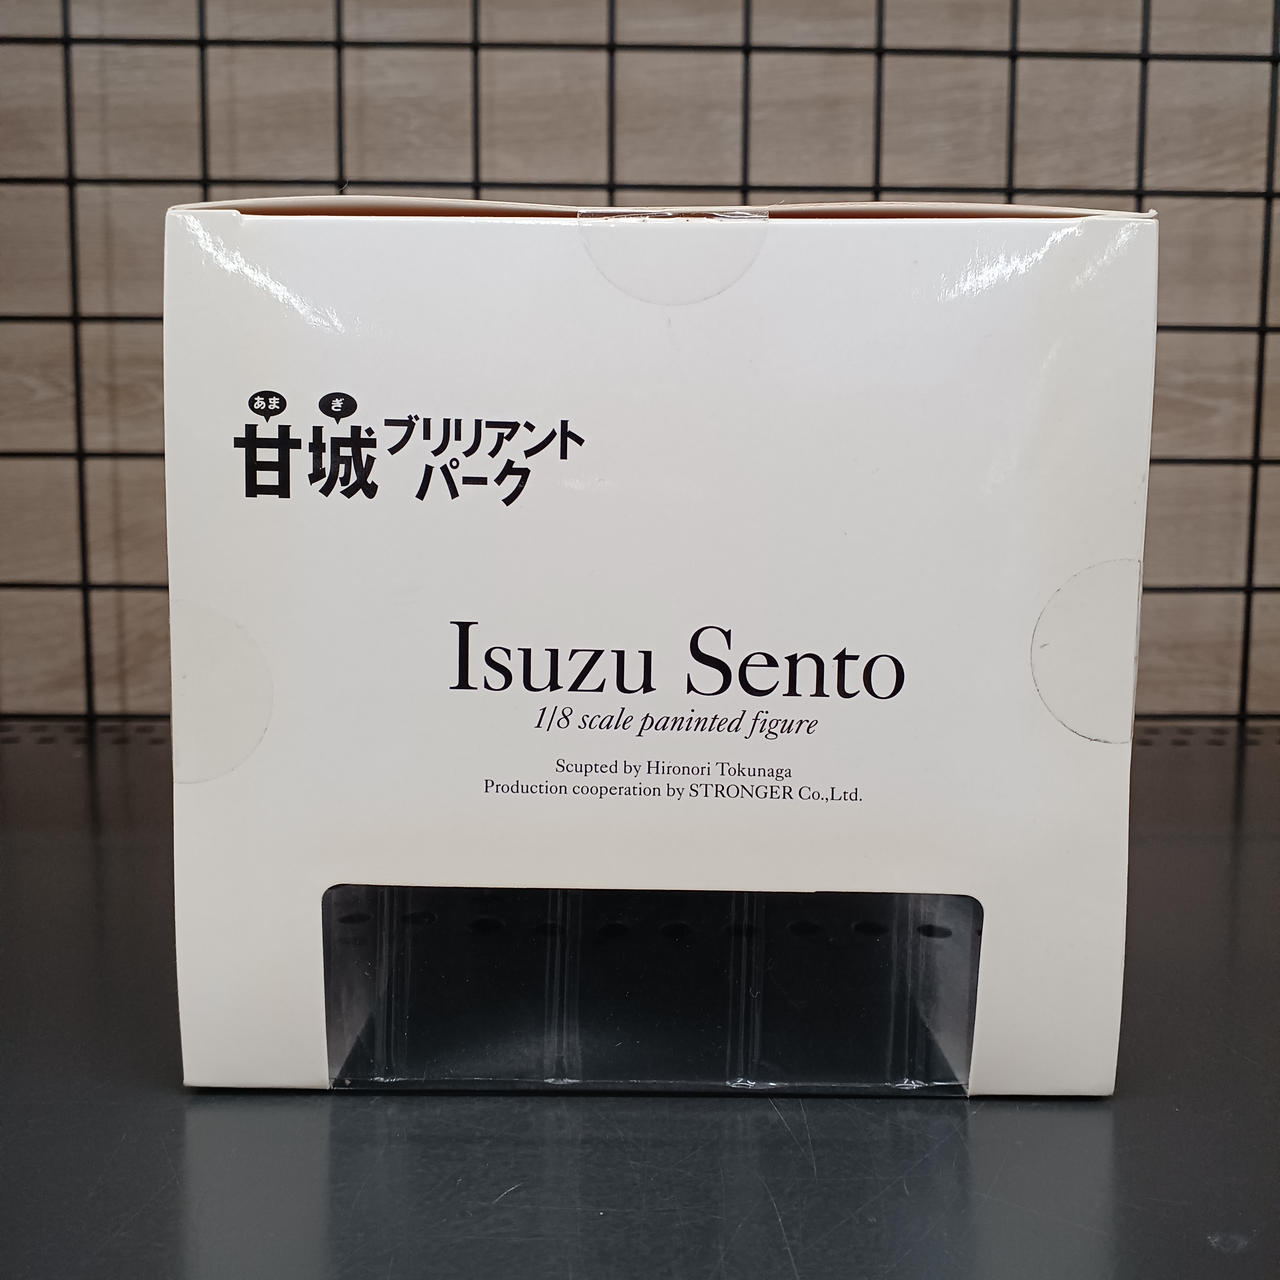 あま ぎ
甘城ブリリアント
パーク
Isuzu Sento
1/8 scale paninted figure
Scupted by Hironori Tokunaga
Production cooperation by STRONGER Co.,Ltd.